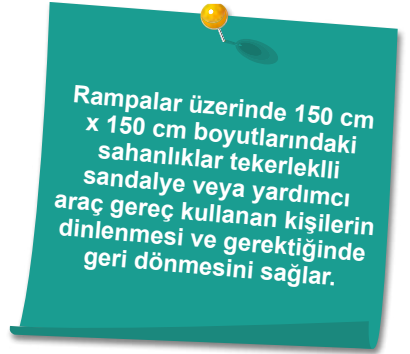 Rampalar üzerinde 150 cm
x 150 cm boyutlarındaki
sahanlıklar tekerleklli
sandalye veya yardımcı
araç gereç kullanan kişilerin
dinlenmesi ve gerektiğinde
geri dönmesini sağlar.